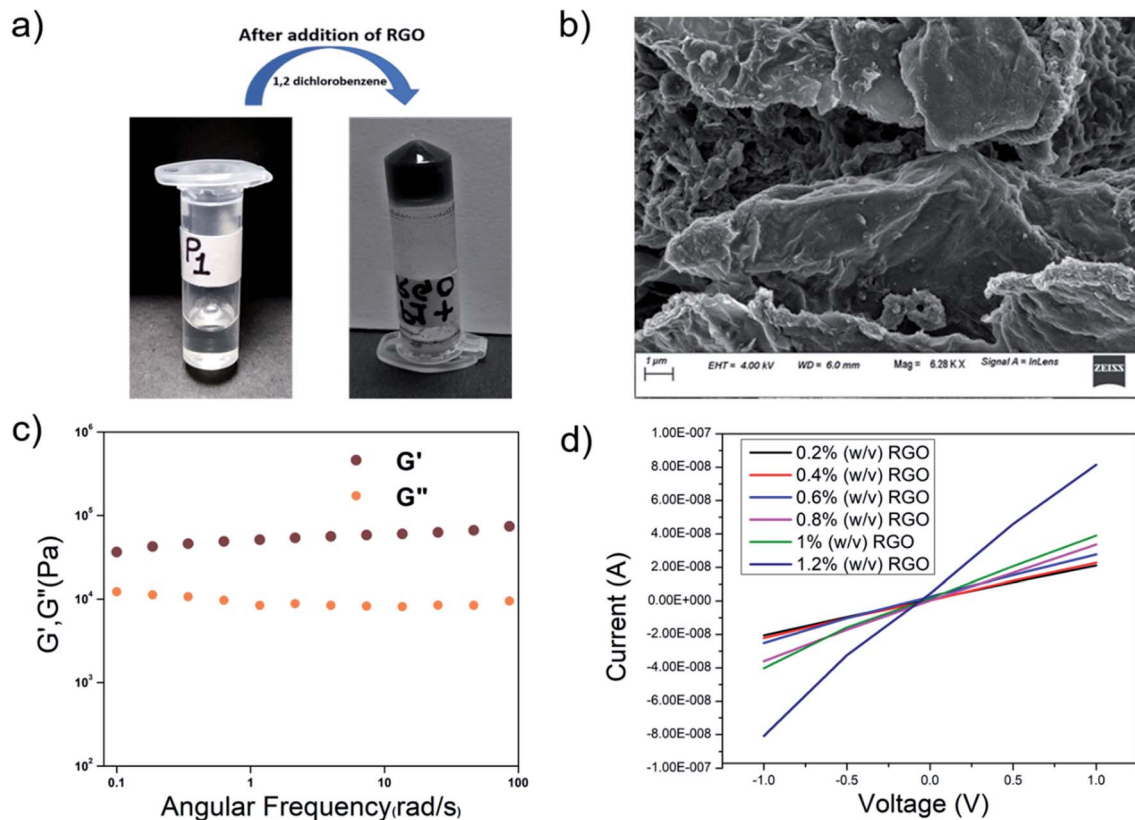 a)
After addition of RGO
1,2 dichlorobenzene
P1
b)
1 µm
EHT = 4.00 kV
WD = 6.0 mm
Mag = 6.28 K X
Signal A = InLens
ZEISS
c)
G',G"(Pa)
10⁶
10⁵
10⁴
10³
10²
G'
G"
0.1
1
10
100
Angular Frequency(rad/s)
d)
Current (A)
1.00E-007
8.00E-008
6.00E-008
4.00E-008
2.00E-008
0.00E+000
-2.00E-008
-4.00E-008
-6.00E-008
-8.00E-008
-1.00E-007
0.2% (w/v) RGO
0.4% (w/v) RGO
0.6% (w/v) RGO
0.8% (w/v) RGO
1% (w/v) RGO
1.2% (w/v) RGO
-1.0
-0.5
0.0
0.5
1.0
Voltage (V)